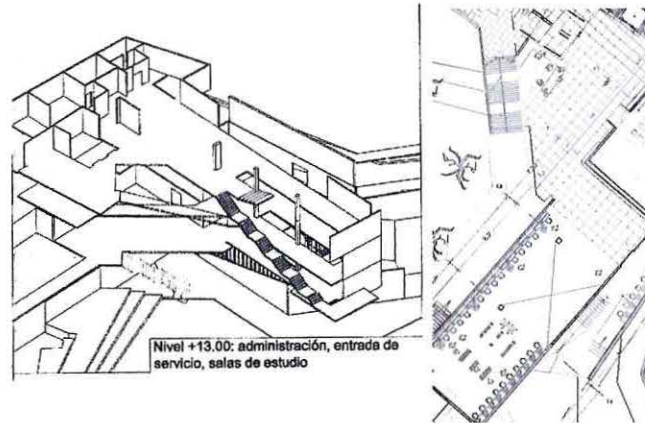 Nivel +13,00: administración, entrada de
servicio, salas de estudio